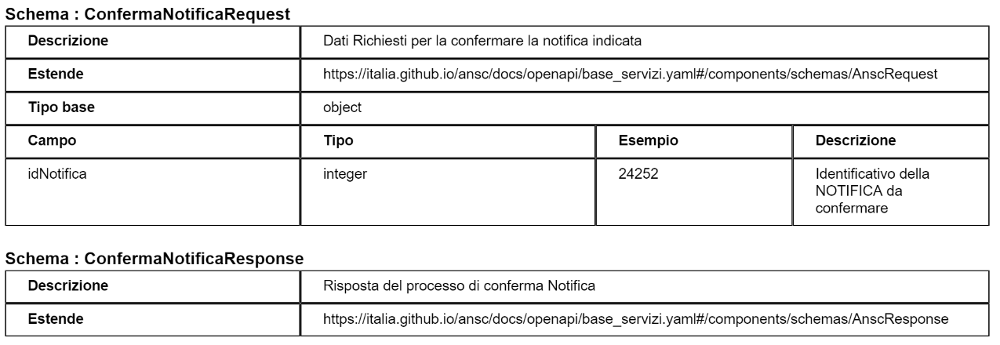 Schema : ConfermaNotificaRequest
Descrizione Dati Richiesti per la confermare la notifica indicata
Estende https://italia.github.io/ansc/docs/openapi/base_servizi.yaml#/components/schemas/AnscRequest
Tipo base object
Campo Tipo Esempio Descrizione
idNotifica integer 24252 Identificativo della
NOTIFICA da
confermare
Schema : ConfermaNotificaResponse
Descrizione Risposta del processo di conferma Notifica
Estende https://italia.github.io/ansc/docs/openapi/base_servizi.yaml#/components/schemas/AnscResponse